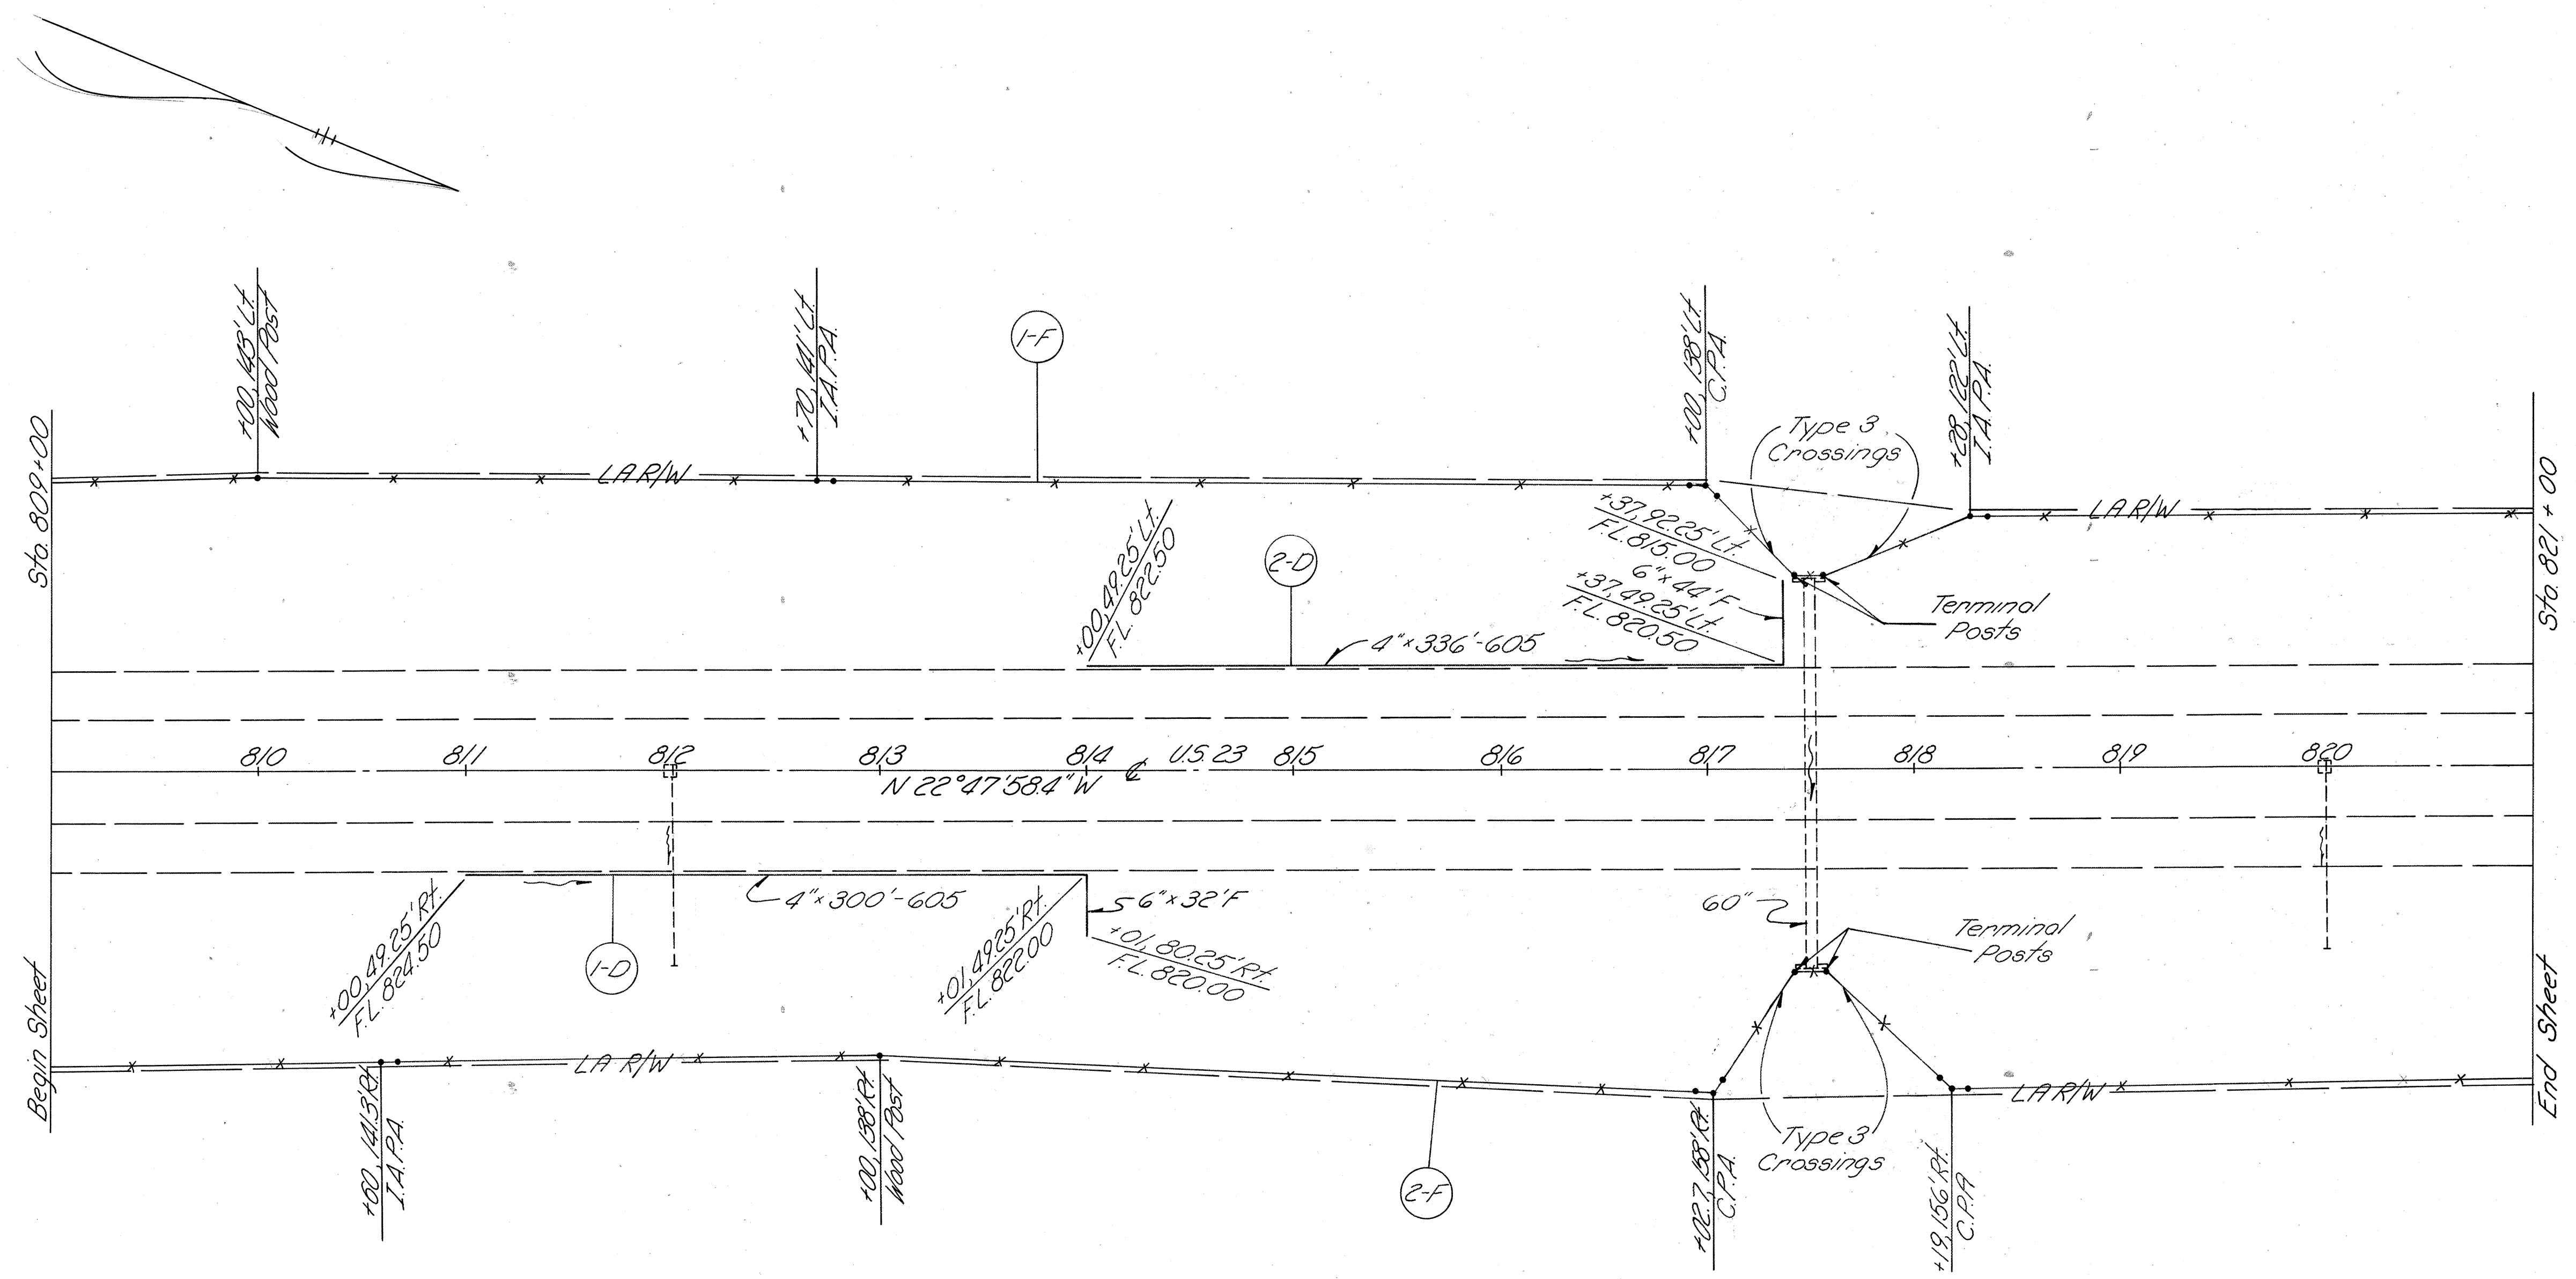 +00, 143' Lt.
Wood Post
+70, 141' Lt.
I.A.P.A.
1-F
+00, 138' Lt.
C.P.A.
+28, 122' Lt.
I.A.P.A.
Type 3
Crossings
Sta. 809+00
LA R/W
LA R/W
Sta. 821 + 00
+00, 49.25' Lt.
F.L. 822.50
2-D
+37, 92.25' Lt.
F.L. 815.00
6" x 44' F
+37, 49.25' Lt.
F.L. 820.50
4" x 336' - 605
Terminal
Posts
810
811
812
813
814
U.S. 23
815
816
817
818
819
820
N 22° 47' 58.4" W
℄
4" x 300' - 605
6" x 32' F
60"
+00, 49.25' Rt.
F.L. 824.50
1-D
+01, 49.25' Rt.
F.L. 822.00
+01, 80.25' Rt.
F.L. 820.00
Terminal
Posts
Begin Sheet
End Sheet
LA R/W
LA R/W
+60, 141.3' Rt.
I.A.P.A.
+00, 138' Rt.
Wood Post
2-F
+02.7, 158' Rt.
C.P.A.
Type 3
Crossings
+19, 156' Rt.
C.P.A